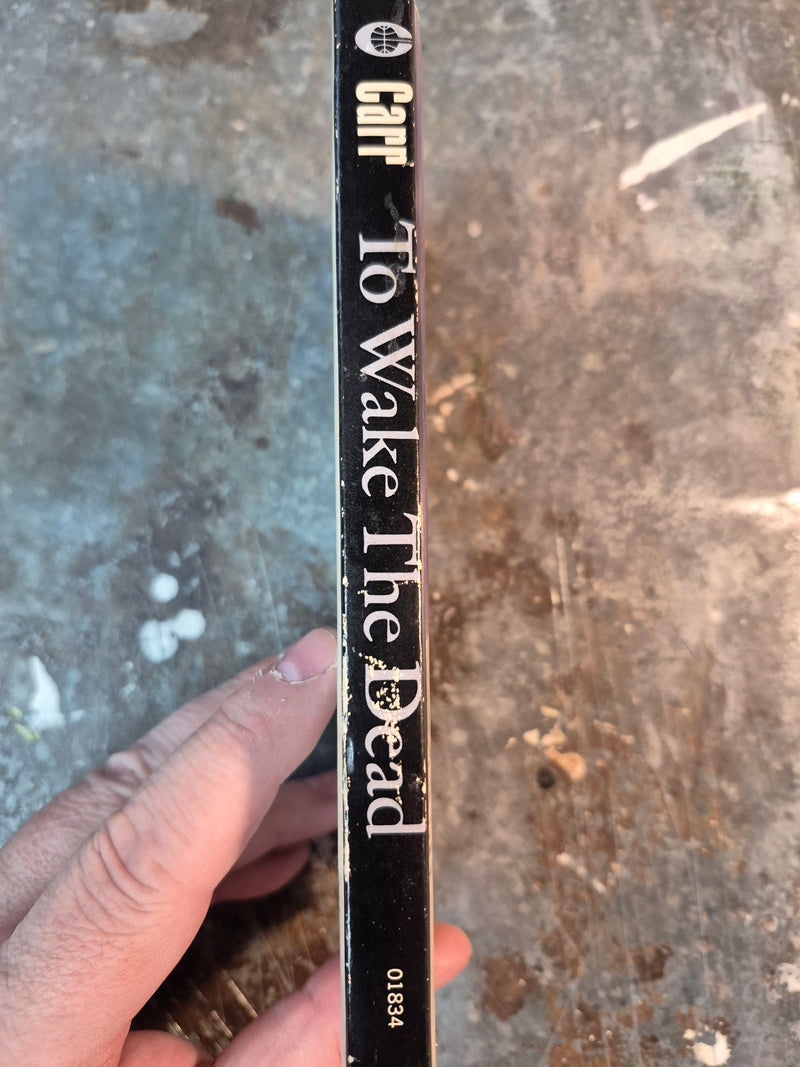 Carr
To Wake The Dead
01834